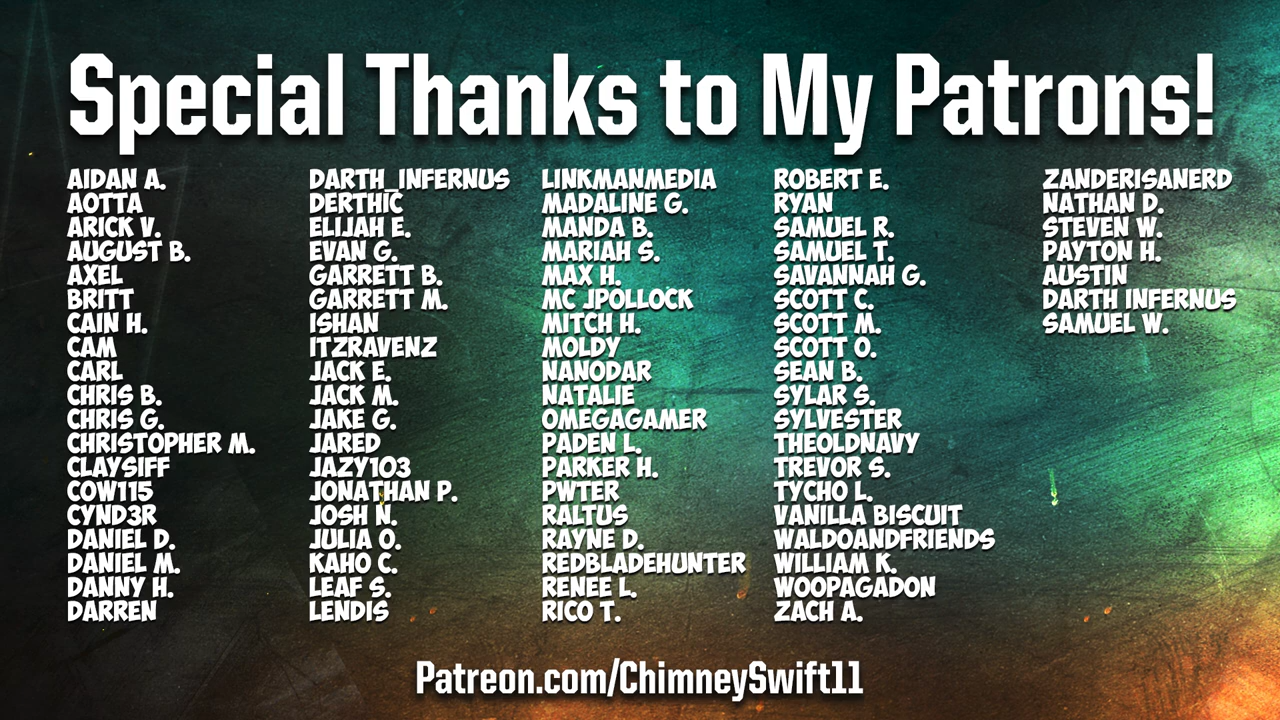 Special Thanks to My Patrons!
AIDAN A.
AOTTA
ARICK V.
AUGUST B.
AXEL
BRITT
CAIN H.
CAM
CARL
CHRIS B.
CHRIS G.
CHRISTOPHER M.
CLAYSIFF
COW115
CYND3R
DANIEL D.
DANIEL M.
DANNY H.
DARREN
DARTH_INFERNUS
DERTHIC
ELIJAH E.
EVAN G.
GARRETT B.
GARRETT M.
ISHAN
ITZRAVENZ
JACK E.
JACK M.
JAKE G.
JARED
JAZY103
JONATHAN P.
JOSH N.
JULIA O.
KAHO C.
LEAF S.
LENDIS
LINKMANMEDIA
MADALINE G.
MANDA B.
MARIAH S.
MAX H.
MC JPOLLOCK
MITCH H.
MOLDY
NANODAR
NATALIE
OMEGAGAMER
PADEN L.
PARKER H.
PWTER
RALTUS
RAYNE D.
REDBLADEHUNTER
RENEE L.
RICO T.
ROBERT E.
RYAN
SAMUEL R.
SAMUEL T.
SAVANNAH G.
SCOTT C.
SCOTT M.
SCOTT O.
SEAN B.
SYLAR S.
SYLVESTER
THEOLDNAVY
TREVOR S.
TYCHO L.
VANILLA BISCUIT
WALDOANDFRIENDS
WILLIAM K.
WOOPAGADON
ZACH A.
ZANDERISANERD
NATHAN D.
STEVEN W.
PAYTON H.
AUSTIN
DARTH INFERNUS
SAMUEL W.
Patreon.com/ChimneySwift11